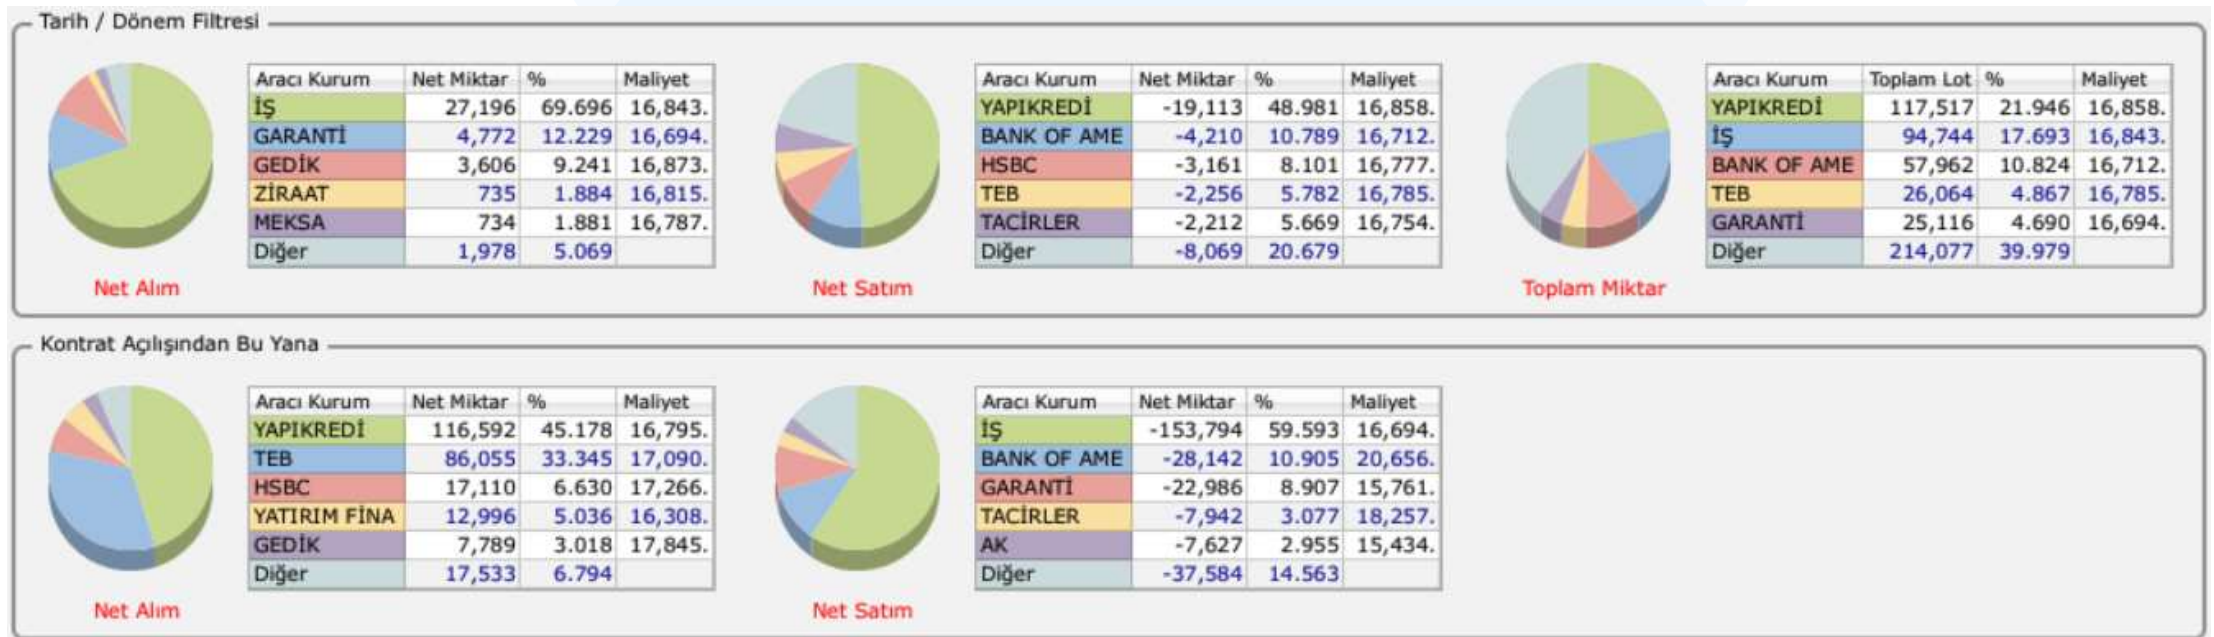 Tarih / Dönem Filtresi
Aracı Kurum Net Miktar % Maliyet
İŞ 27,196 69.696 16,843.
GARANTİ 4,772 12.229 16,694.
GEDİK 3,606 9.241 16,873.
ZİRAAT 735 1.884 16,815.
MEKSA 734 1.881 16,787.
Diğer 1,978 5.069
Net Alım
Aracı Kurum Net Miktar % Maliyet
YAPIKREDİ -19,113 48.981 16,858.
BANK OF AME -4,210 10.789 16,712.
HSBC -3,161 8.101 16,777.
TEB -2,256 5.782 16,785.
TACİRLER -2,212 5.669 16,754.
Diğer -8,069 20.679
Net Satım
Aracı Kurum Toplam Lot % Maliyet
YAPIKREDİ 117,517 21.946 16,858.
İŞ 94,744 17.693 16,843.
BANK OF AME 57,962 10.824 16,712.
TEB 26,064 4.867 16,785.
GARANTİ 25,116 4.690 16,694.
Diğer 214,077 39.979
Toplam Miktar
Kontrat Açılışından Bu Yana
Aracı Kurum Net Miktar % Maliyet
YAPIKREDİ 116,592 45.178 16,795.
TEB 86,055 33.345 17,090.
HSBC 17,110 6.630 17,266.
YATIRIM FİNA 12,996 5.036 16,308.
GEDİK 7,789 3.018 17,845.
Diğer 17,533 6.794
Net Alım
Aracı Kurum Net Miktar % Maliyet
İŞ -153,794 59.593 16,694.
BANK OF AME -28,142 10.905 20,656.
GARANTİ -22,986 8.907 15,761.
TACİRLER -7,942 3.077 18,257.
AK -7,627 2.955 15,434.
Diğer -37,584 14.563
Net Satım